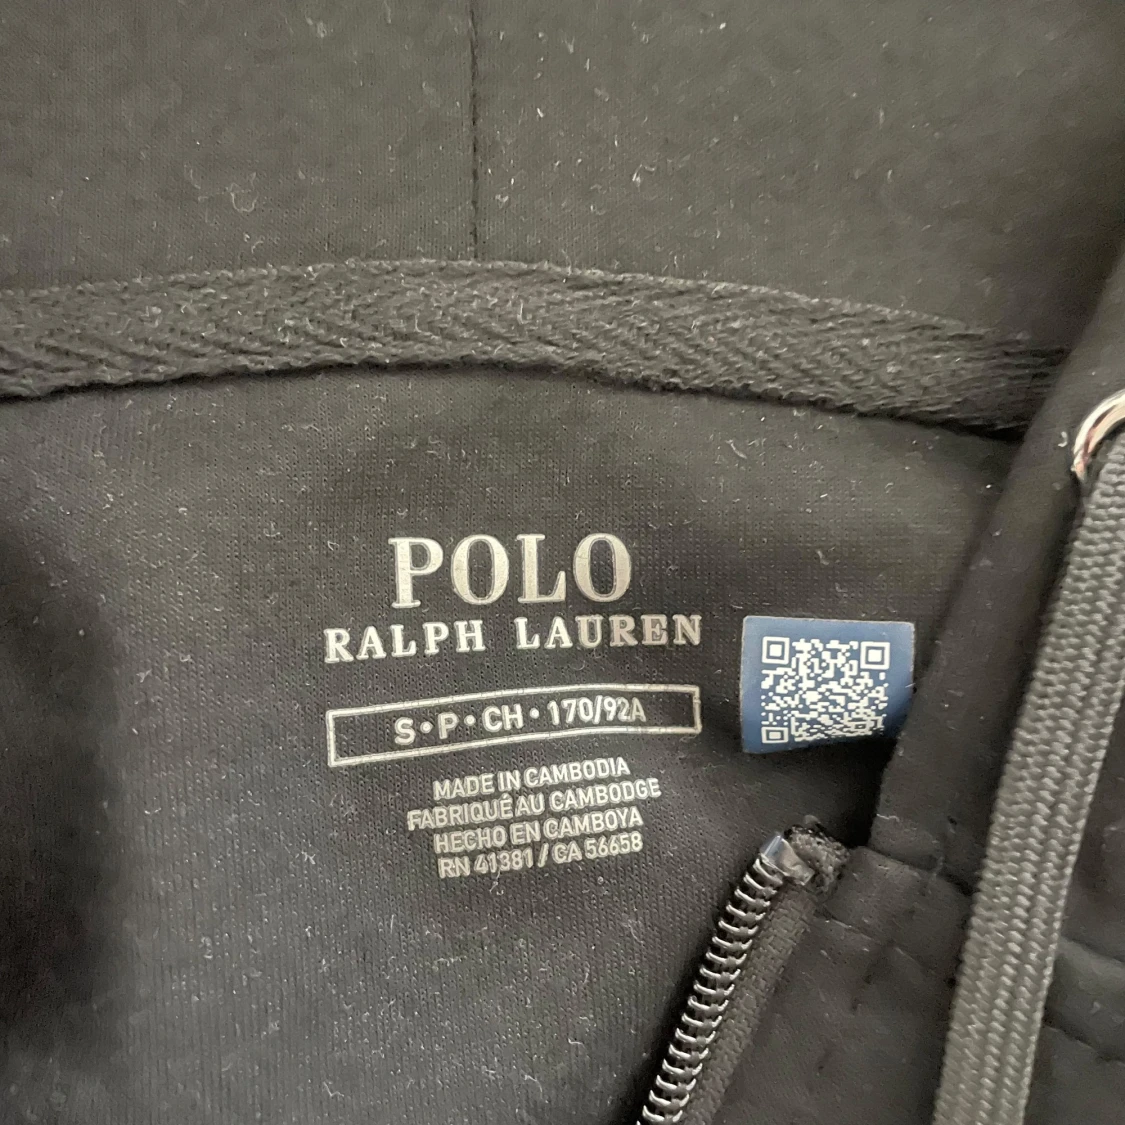 POLO
RALPH LAUREN
S•P•CH•170/92A
MADE IN CAMBODIA
FABRIQUÉ AU CAMBODGE
HECHO EN CAMBOYA
RN 41381 / CA 56658